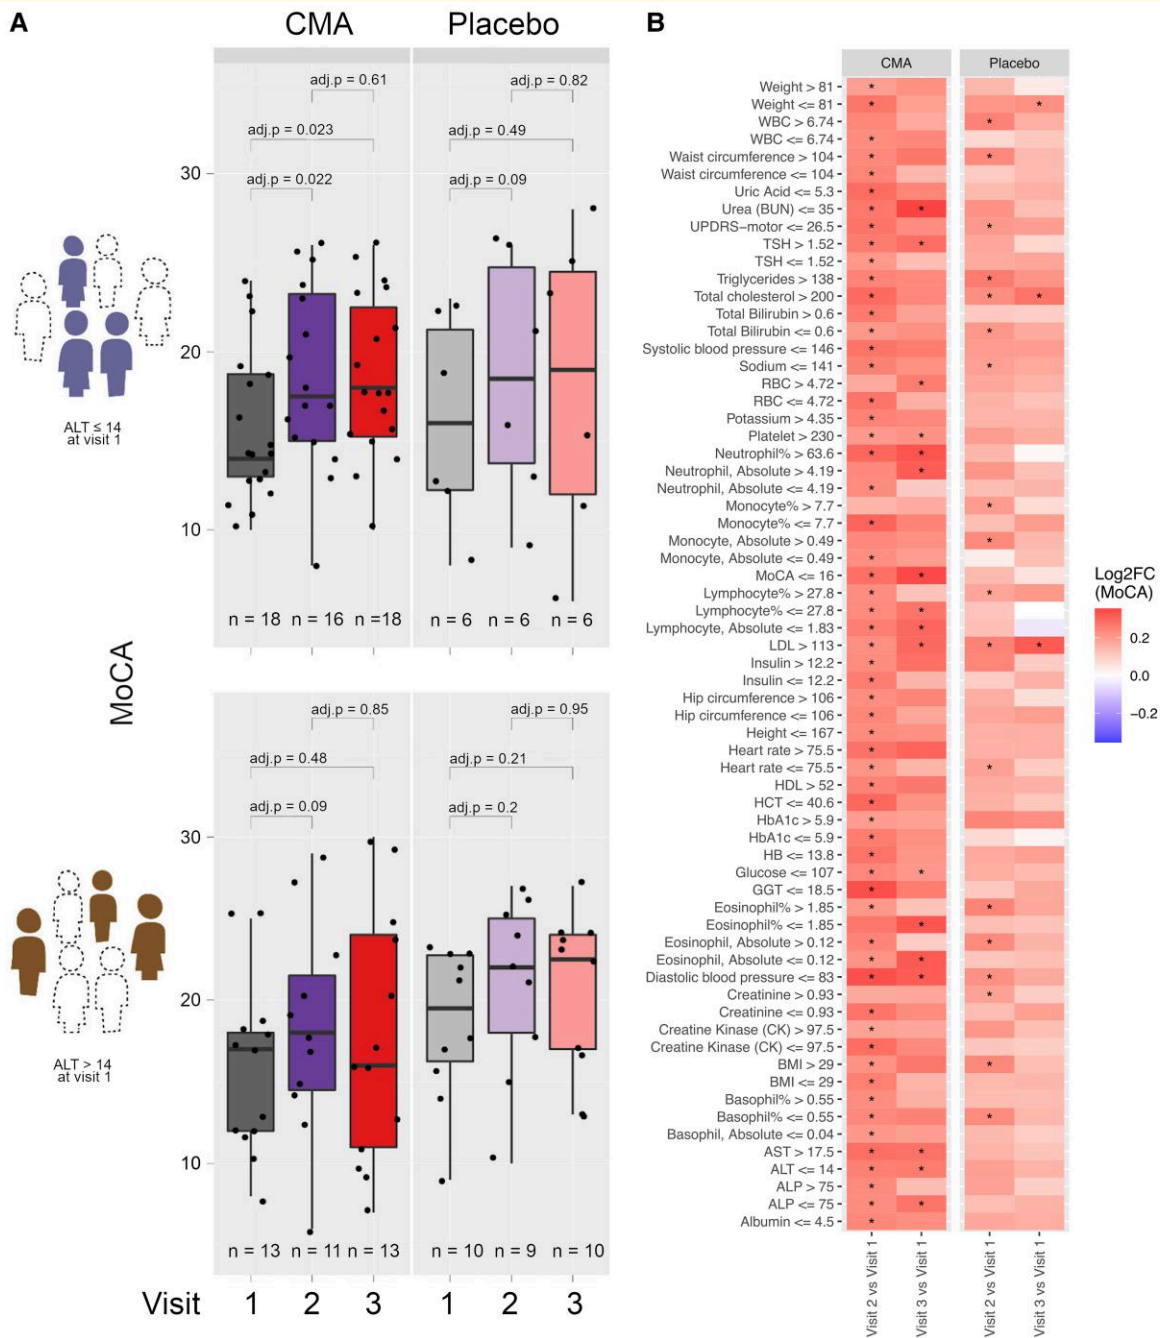 A
CMA
Placebo
adj.p = 0.61
adj.p = 0.82
adj.p = 0.023
adj.p = 0.49
adj.p = 0.022
adj.p = 0.09
30
20
10
ALT ≤ 14
at visit 1
n = 18
n = 16
n =18
n = 6
n = 6
n = 6
MoCA
adj.p = 0.85
adj.p = 0.95
adj.p = 0.48
adj.p = 0.21
adj.p = 0.09
adj.p = 0.2
30
20
10
ALT > 14
at visit 1
n = 13
n = 11
n = 13
n = 10
n = 9
n = 10
Visit
1
2
3
1
2
3
B
CMA
Placebo
Weight > 81
*
Weight <= 81
* *
WBC > 6.74
*
WBC <= 6.74
*
Waist circumference > 104
* *
Waist circumference <= 104
*
Uric Acid <= 5.3
*
Urea (BUN) <= 35
* *
UPDRS−motor <= 26.5
* *
TSH > 1.52
* *
TSH <= 1.52
*
Triglycerides > 138
* *
Total cholesterol > 200
* * *
Total Bilirubin > 0.6
*
Total Bilirubin <= 0.6
* *
Systolic blood pressure <= 146
*
Sodium <= 141
* *
RBC > 4.72
*
RBC <= 4.72
*
Potassium > 4.35
*
Platelet > 230
* *
Neutrophil% > 63.6
* *
Neutrophil, Absolute > 4.19
*
Neutrophil, Absolute <= 4.19
*
Monocyte% > 7.7
*
Monocyte% <= 7.7
*
Monocyte, Absolute > 0.49
*
Monocyte, Absolute <= 0.49
*
MoCA <= 16
* *
Lymphocyte% > 27.8
* *
Lymphocyte% <= 27.8
* *
Lymphocyte, Absolute <= 1.83
* *
LDL > 113
* * * *
Insulin > 12.2
*
Insulin <= 12.2
*
Hip circumference > 106
*
Hip circumference <= 106
*
Height <= 167
*
Heart rate > 75.5
*
Heart rate <= 75.5
* *
HDL > 52
*
HCT <= 40.6
*
HbA1c > 5.9
*
HbA1c <= 5.9
*
HB <= 13.8
*
Glucose <= 107
* *
GGT <= 18.5
*
Eosinophil% > 1.85
* *
Eosinophil% <= 1.85
*
Eosinophil, Absolute > 0.12
* *
Eosinophil, Absolute <= 0.12
* *
Diastolic blood pressure <= 83
* * *
Creatinine > 0.93
*
Creatinine <= 0.93
*
Creatine Kinase (CK) > 97.5
*
Creatine Kinase (CK) <= 97.5
*
BMI > 29
* *
BMI <= 29
*
Basophil% > 0.55
*
Basophil% <= 0.55
* *
Basophil, Absolute <= 0.04
*
AST > 17.5
* *
ALT <= 14
* *
ALP > 75
*
ALP <= 75
* *
Albumin <= 4.5
*
Visit 2 vs Visit 1
Visit 3 vs Visit 1
Visit 2 vs Visit 1
Visit 3 vs Visit 1
Log2FC
(MoCA)
0.2
0.0
−0.2